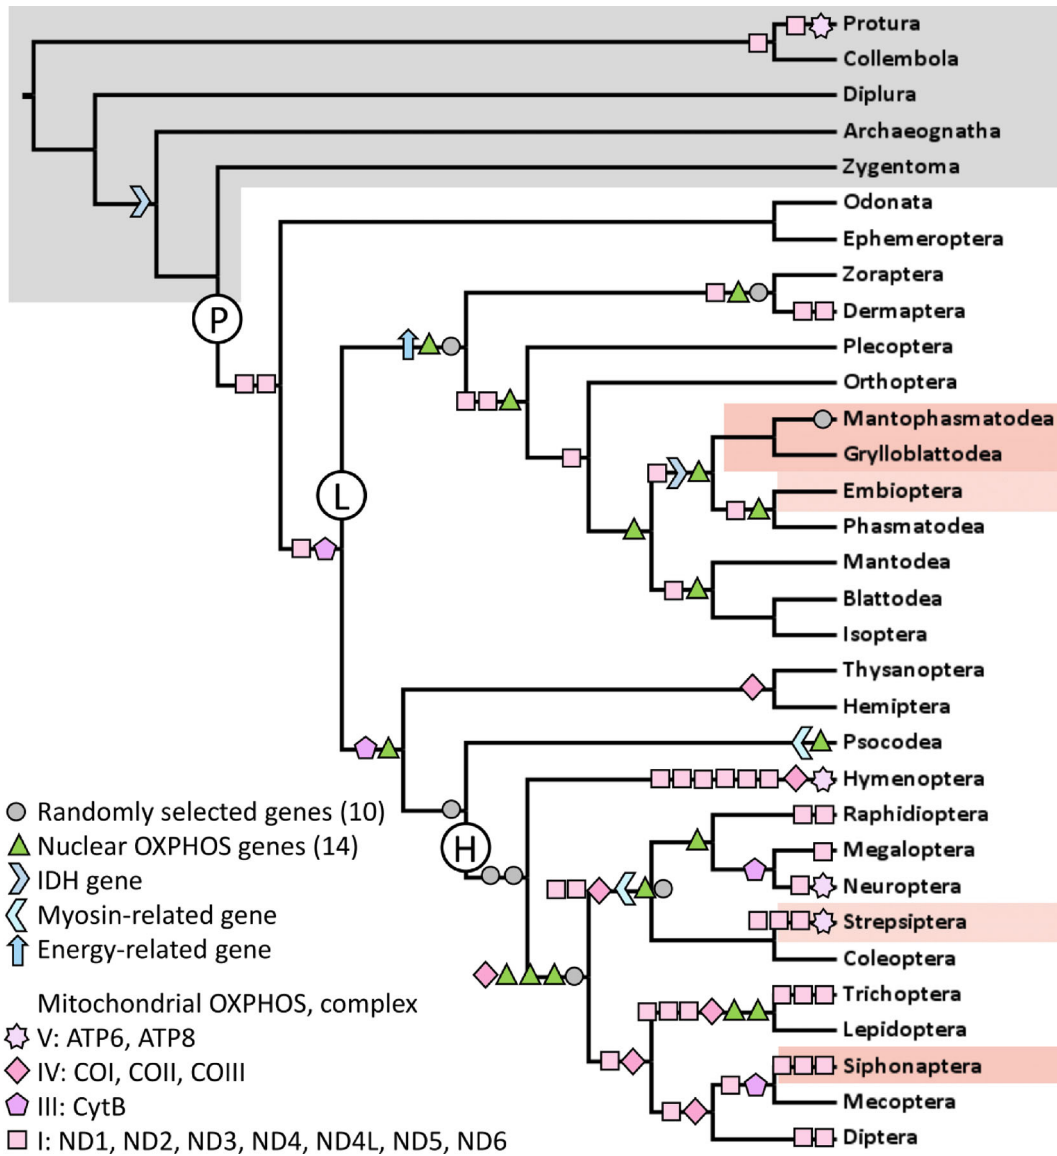 Protura
Collembola
Diplura
Archaeognatha
Zygentoma
Odonata
Ephemeroptera
Zoraptera
P
Dermaptera
Plecoptera
Orthoptera
Mantophasmatodea
Grylloblattodea
L
Embioptera
Phasmatodea
Mantodea
Blattodea
Isoptera
Thysanoptera
Hemiptera
Psocodea
Hymenoptera
Raphidioptera
H
Megaloptera
Neuroptera
Strepsiptera
Coleoptera
Trichoptera
Lepidoptera
Siphonaptera
Mecoptera
Diptera
Randomly selected genes (10)
Nuclear OXPHOS genes (14)
IDH gene
Myosin-related gene
Energy-related gene
Mitochondrial OXPHOS, complex
V: ATP6, ATP8
IV: COI, COII, COIII
III: CytB
I: ND1, ND2, ND3, ND4, ND4L, ND5, ND6